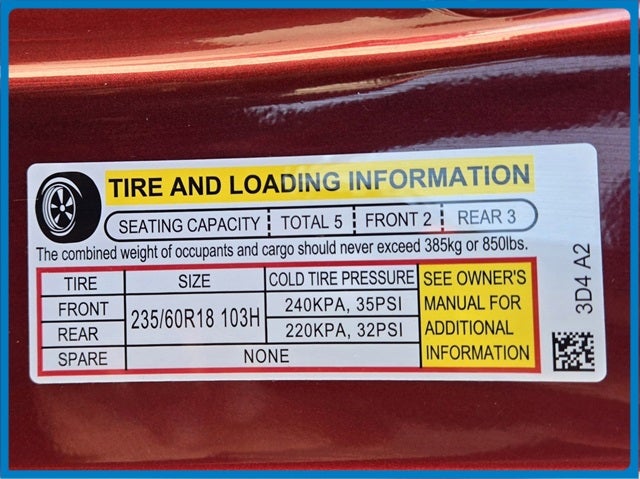 TIRE AND LOADING INFORMATION
SEATING CAPACITY TOTAL 5 FRONT 2 REAR 3
The combined weight of occupants and cargo should never exceed 385kg or 850lbs.
TIRE SIZE COLD TIRE PRESSURE
FRONT 235/60R18 103H 240KPA, 35PSI
REAR 220KPA, 32PSI
SPARE NONE
SEE OWNER'S
MANUAL FOR
ADDITIONAL
INFORMATION
3D4 A2